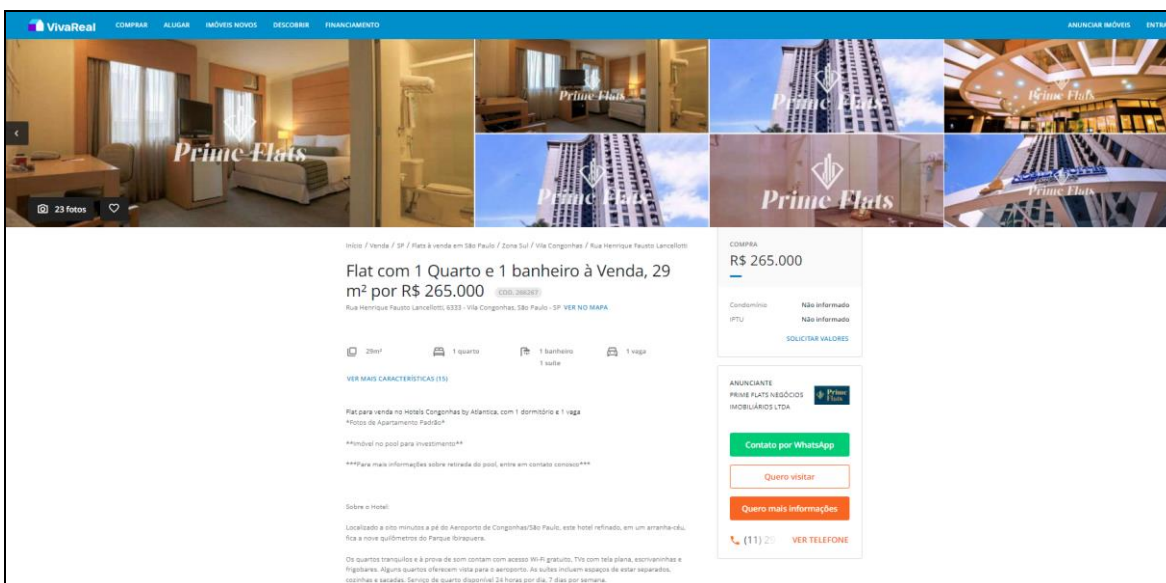 VivaReal COMPRAR ALUGAR IMÓVEIS NOVOS DESCOBRIR FINANCIAMENTO ANUNCIAR IMÓVEIS ENTRA
Prime Flats
Prime Flats
Prime Flats
Prime Flats
Prime Flats
Prime Flats
Prime Flats
23 fotos
Início / Venda / SP / Flats à venda em São Paulo / Zona Sul / Vila Congonhas / Rua Henrique Fausto Lancellotti
Flat com 1 Quarto e 1 banheiro à Venda, 29
m² por R$ 265.000 COD. 266267
Rua Henrique Fausto Lancellotti, 6333 - Vila Congonhas, São Paulo - SP VER NO MAPA
29m² 1 quarto 1 banheiro 1 vaga
1 suíte
VER MAIS CARACTERÍSTICAS (15)
Flat para venda no Hotels Congonhas by Atlantica, com 1 dormitório e 1 vaga
*Fotos de Apartamento Padrão*
**Imóvel no pool para investimento**
***Para mais informações sobre retirada do pool, entre em contato conosco***
Sobre o Hotel:
Localizado a oito minutos a pé do Aeroporto de Congonhas/São Paulo, este hotel refinado, em um arranha-céu,
fica a nove quilômetros do Parque Ibirapuera.
Os quartos tranquilos e à prova de som contam com acesso Wi-Fi gratuito, TVs com tela plana, escrivaninhas e
frigobares. Alguns quartos oferecem vista para o aeroporto. As suítes incluem espaços de estar separados,
cozinhas e sacadas. Serviço de quarto disponível 24 horas por dia, 7 dias por semana.
COMPRA
R$ 265.000
Condomínio Não informado
IPTU Não informado
SOLICITAR VALORES
ANUNCIANTE
PRIME FLATS NEGÓCIOS
IMOBILIÁRIOS LTDA
Prime
Flats
Contato por WhatsApp
Quero visitar
Quero mais informações
(11) 2 VER TELEFONE